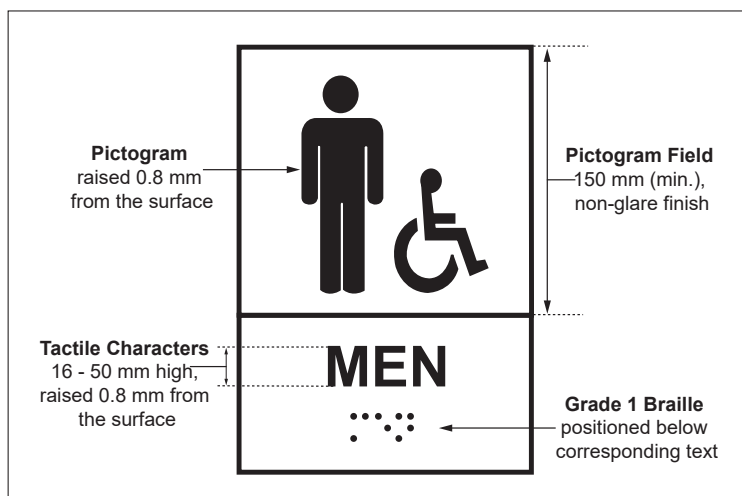 Pictogram
raised 0.8 mm
from the surface
Pictogram Field
150 mm (min.),
non-glare finish
Tactile Characters
16 - 50 mm high,
raised 0.8 mm from
the surface
MEN
Grade 1 Braille
positioned below
corresponding text